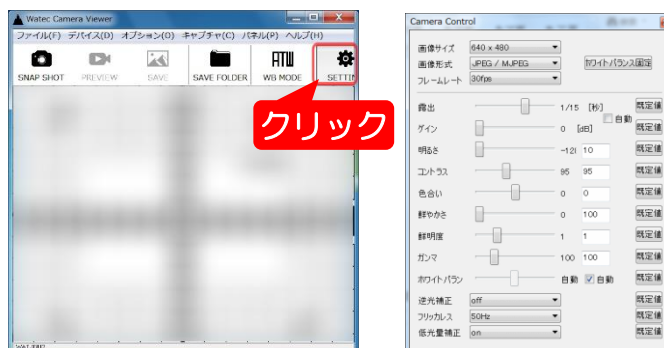 Watec Camera Viewer
ファイル(F) デバイス(D) オプション(O) キャプチャ(C) パネル(P) ヘルプ(H)
SNAP SHOT PREVIEW SAVE SAVE FOLDER ATW WB MODE SETTIN
クリック
Camera Control
画像サイズ 640 x 480
画像形式 JPEG / MJPEG ホワイトバランス固定
フレームレート 30fps
露出 1/15 [秒] 既定値
自動
ゲイン 0 [dB] 既定値
明るさ -12 10 既定値
コントラス 95 95 既定値
色合い 0 0 既定値
鮮やかさ 0 100 既定値
鮮明度 1 1 既定値
ガンマ 100 100 既定値
ホワイトバラン 自動 自動 既定値
逆光補正 off 既定値
フリッカレス 50Hz 既定値
低光量補正 on 既定値